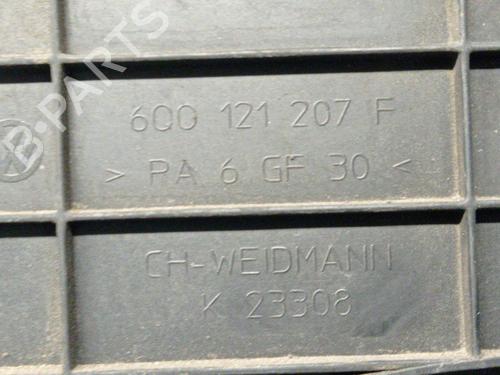 B-PARTS
6Q0 121 207 F
> PA 6 GF 30 <
CH-WEIDMANN
K 23308